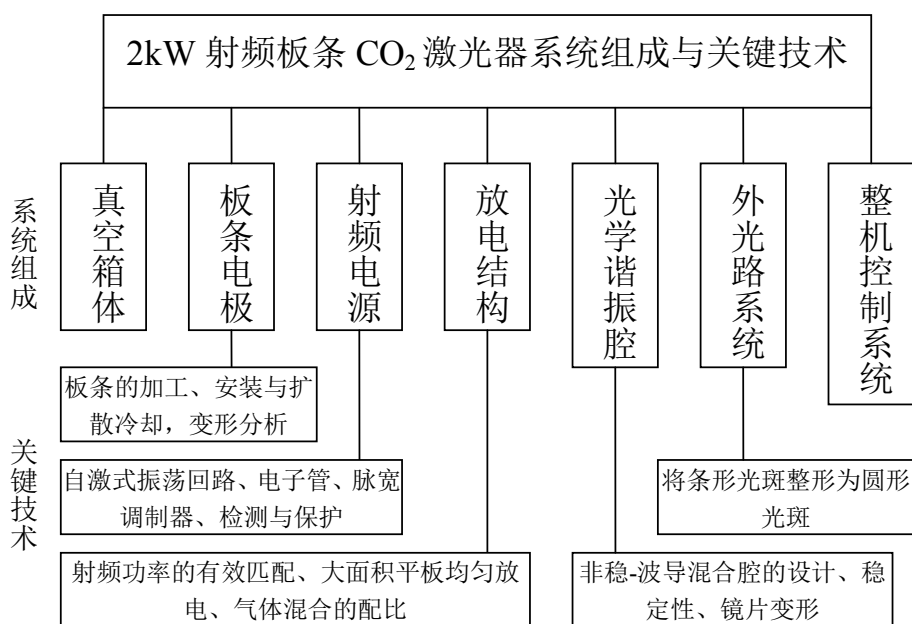 2kW 射频板条 CO₂ 激光器系统组成与关键技术
系统组成
真空箱体
板条电极
射频电源
放电结构
光学谐振腔
外光路系统
整机控制系统
关键技术
板条的加工、安装与扩
散冷却，变形分析
自激式振荡回路、电子管、脉宽
调制器、检测与保护
将条形光斑整形为圆形
光斑
射频功率的有效匹配、大面积平板均匀放
电、气体混合的配比
非稳-波导混合腔的设计、稳
定性、镜片变形